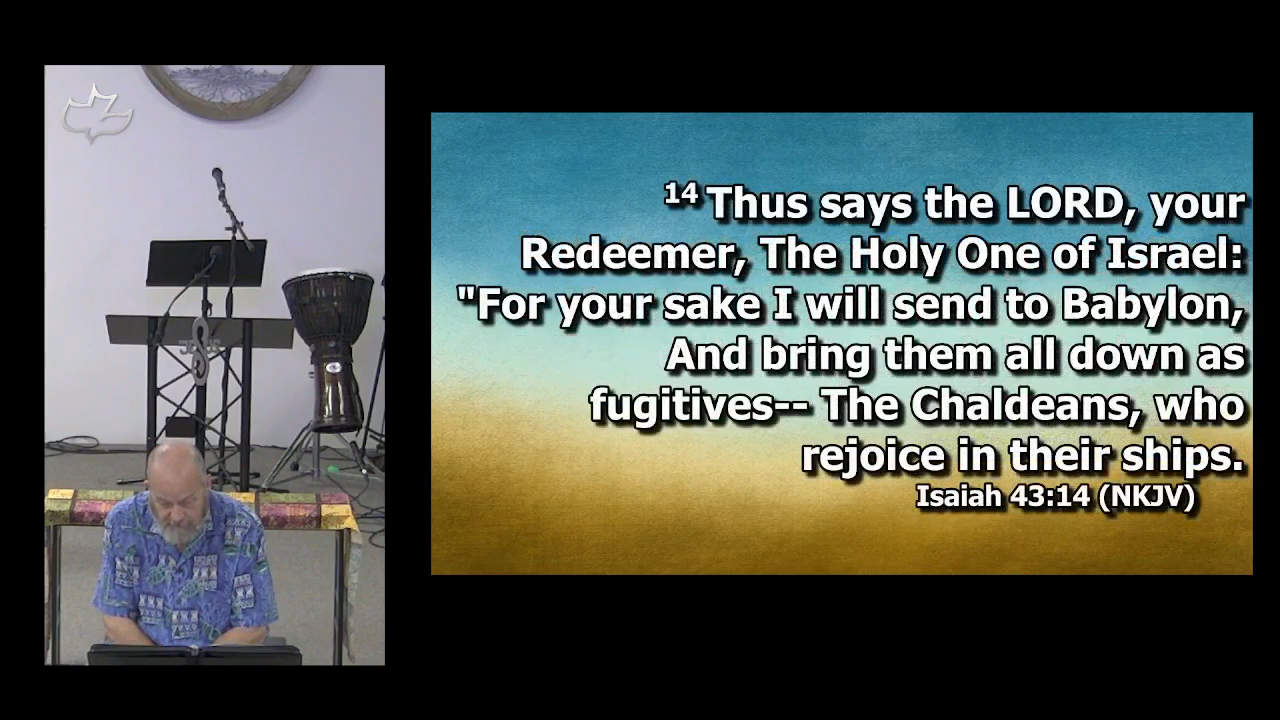 14 Thus says the LORD, your
Redeemer, The Holy One of Israel:
"For your sake I will send to Babylon,
And bring them all down as
fugitives-- The Chaldeans, who
rejoice in their ships.
Isaiah 43:14 (NKJV)